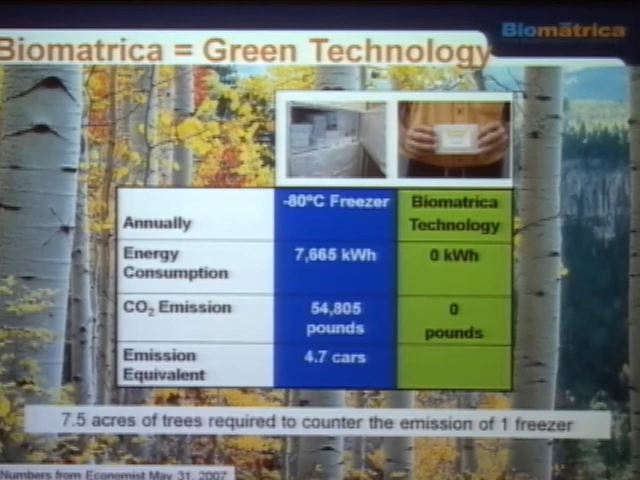 Biomātrica
Biomatrica = Green Technology
Annually
-80°C Freezer
Biomatrica
Technology
Energy
Consumption
7,665 kWh
0 kWh
CO₂ Emission
54,805
pounds
0
pounds
Emission
Equivalent
4.7 cars
7.5 acres of trees required to counter the emission of 1 freezer
Numbers from Economist May 31, 2007